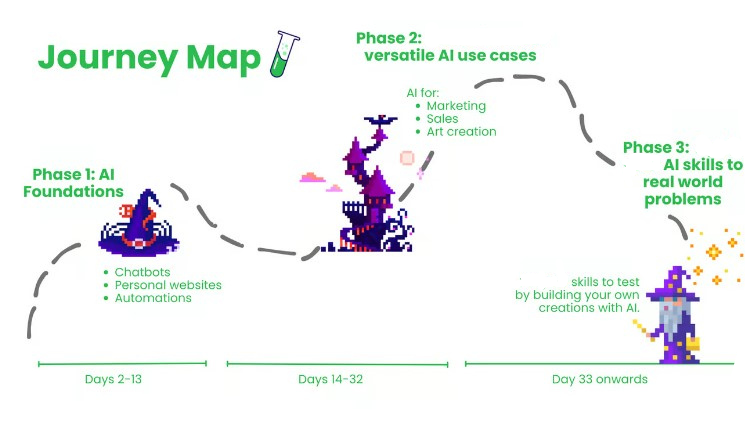 Journey Map
Phase 1: AI
Foundations
Chatbots
Personal websites
Automations
Days 2-13
Phase 2:
versatile AI use cases
AI for:
Marketing
Sales
Art creation
Days 14-32
Phase 3:
AI skills to
real world
problems
skills to test
by building your own
creations with AI.
Day 33 onwards